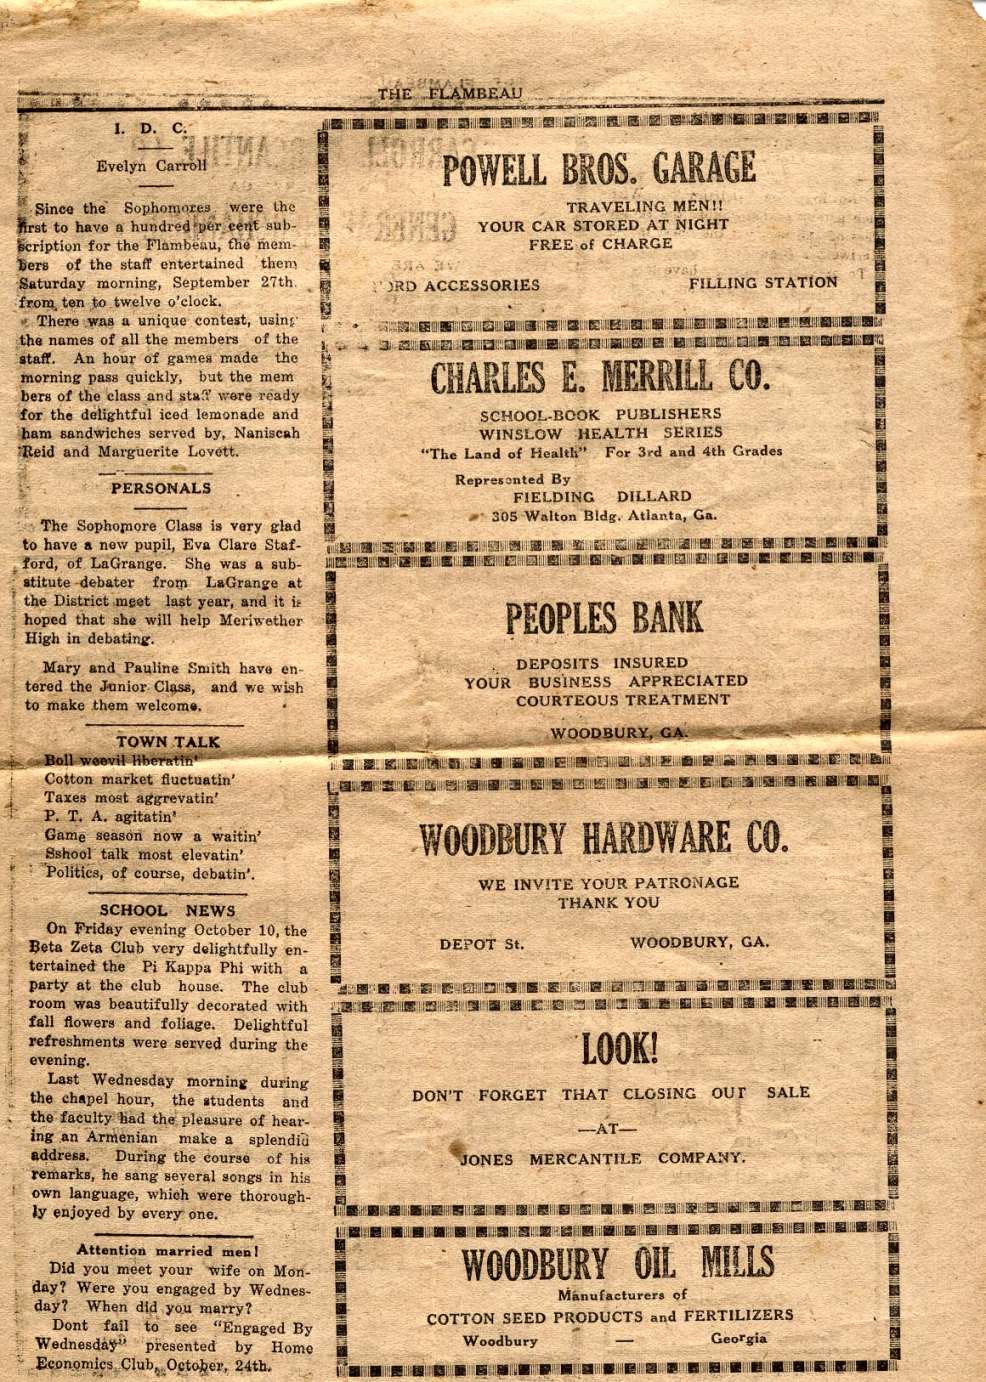 THE FLAMBEAU
I. D. C.
Evelyn Carroll
Since the Sophomores were the
first to have a hundred per cent sub-
scription for the Flambeau, the mem-
bers of the staff entertained them
Saturday morning, September 27th.
from ten to twelve o'clock.
There was a unique contest, using
the names of all the members of the
staff. An hour of games made the
morning pass quickly, but the mem
bers of the class and staff were ready
for the delightful iced lemonade and
ham sandwiches served by, Naniscah
Reid and Marguerite Lovett.
PERSONALS
The Sophomore Class is very glad
to have a new pupil, Eva Clare Staf-
ford, of LaGrange. She was a sub-
stitute debater from LaGrange at
the District meet last year, and it is
hoped that she will help Meriwether
High in debating.
Mary and Pauline Smith have en-
tered the Junior Class, and we wish
to make them welcome.
TOWN TALK
Boll weevil liberatin'
Cotton market fluctuatin'
Taxes most aggrevatin'
P. T. A. agitatin'
Game season now a waitin'
Sshool talk most elevatin'
Politics, of course, debatin'.
SCHOOL NEWS
On Friday evening October 10, the
Beta Zeta Club very delightfully en-
tertained the Pi Kappa Phi with a
party at the club house. The club
room was beautifully decorated with
fall flowers and foliage. Delightful
refreshments were served during the
evening.
Last Wednesday morning during
the chapel hour, the students and
the faculty had the pleasure of hear-
ing an Armenian make a splendid
address. During the course of his
remarks, he sang several songs in his
own language, which were thorough-
ly enjoyed by every one.
Attention married men!
Did you meet your wife on Mon-
day? Were you engaged by Wednes-
day? When did you marry?
Dont fail to see "Engaged By
Wednesday" presented by Home
Economics Club, October, 24th.
POWELL BROS. GARAGE
TRAVELING MEN!!
YOUR CAR STORED AT NIGHT
FREE of CHARGE
ORD ACCESSORIES FILLING STATION
CHARLES E. MERRILL CO.
SCHOOL-BOOK PUBLISHERS
WINSLOW HEALTH SERIES
"The Land of Health" For 3rd and 4th Grades
Represented By
FIELDING DILLARD
305 Walton Bldg. Atlanta, Ga.
PEOPLES BANK
DEPOSITS INSURED
YOUR BUSINESS APPRECIATED
COURTEOUS TREATMENT
WOODBURY, GA.
WOODBURY HARDWARE CO.
WE INVITE YOUR PATRONAGE
THANK YOU
DEPOT St. WOODBURY, GA.
LOOK!
DON'T FORGET THAT CLOSING OUT SALE
—AT—
JONES MERCANTILE COMPANY.
WOODBURY OIL MILLS
Manufacturers of
COTTON SEED PRODUCTS and FERTILIZERS
Woodbury — Georgia